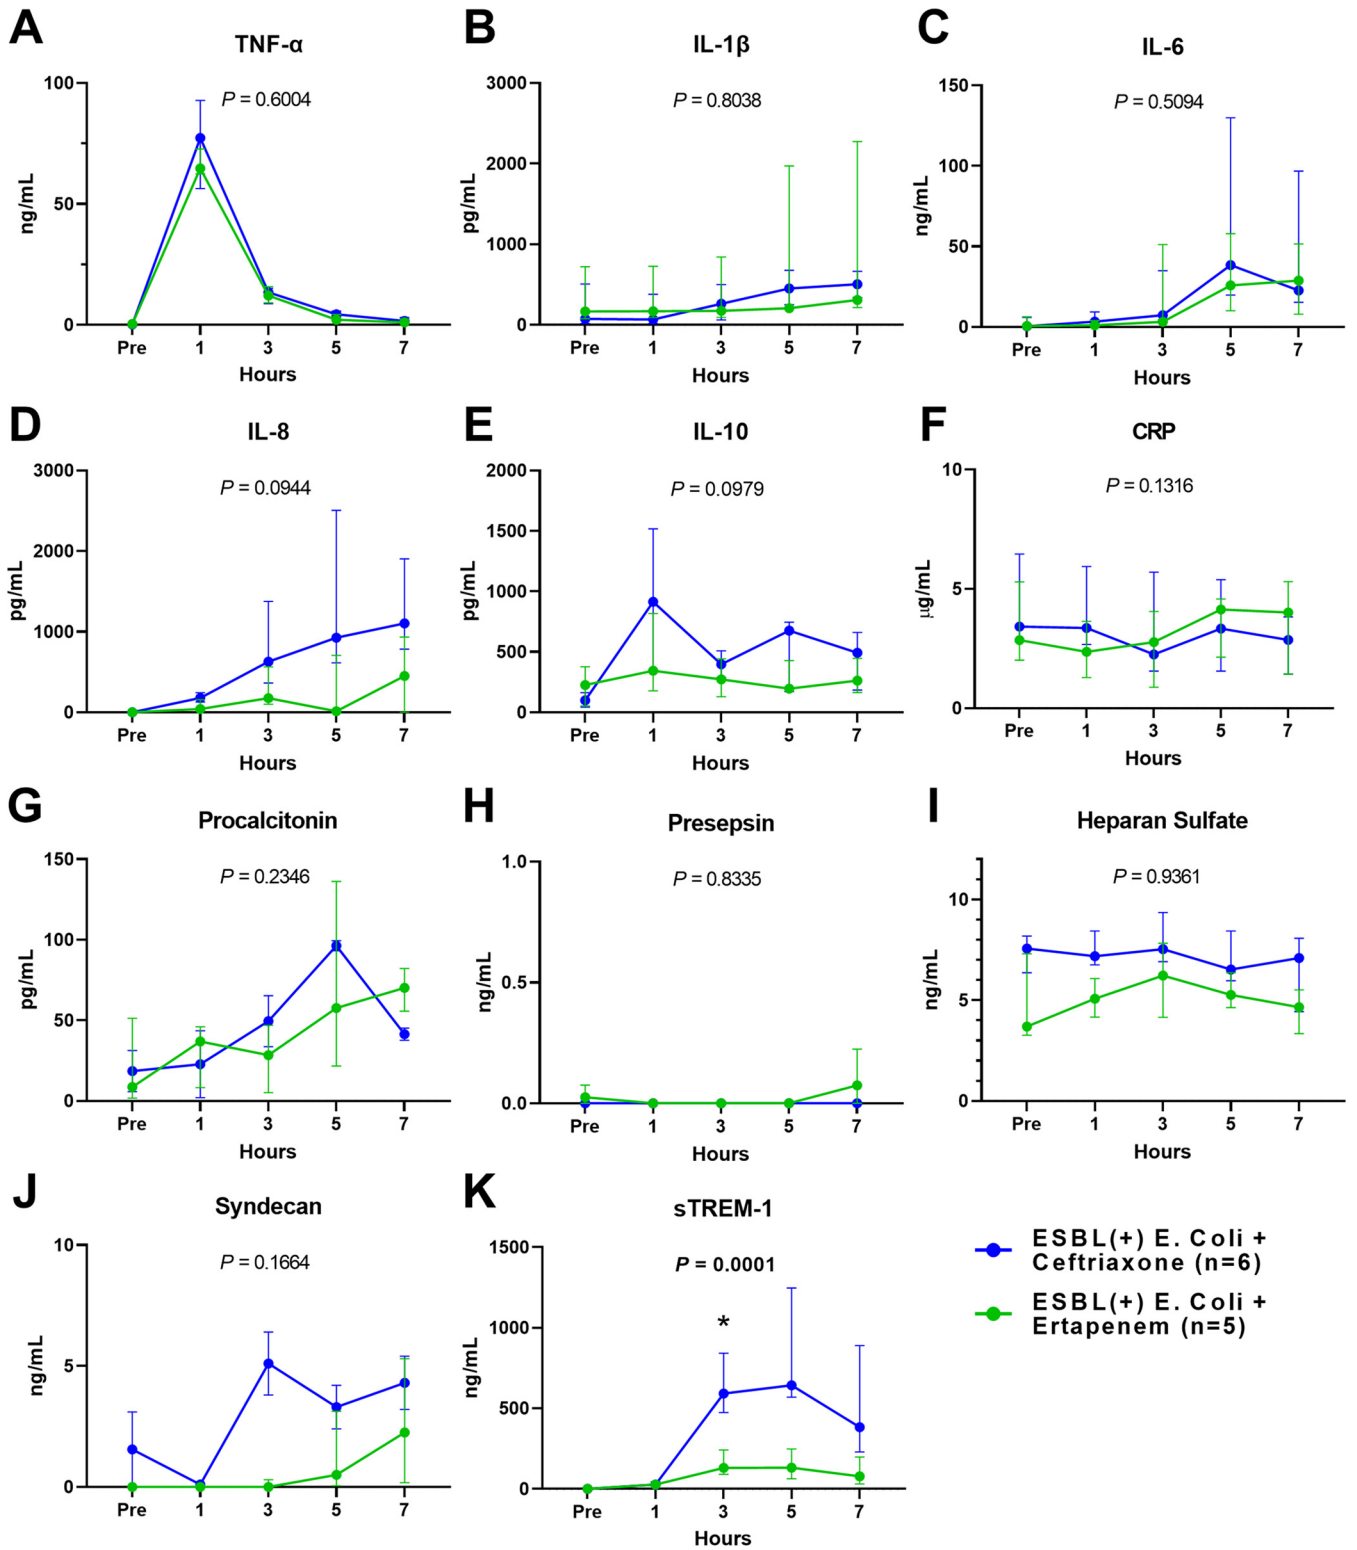 A
TNF-α
P = 0.6004
100
50
0
ng/mL
Pre 1 3 5 7
Hours
B
IL-1β
P = 0.8038
3000
2000
1000
0
pg/mL
Pre 1 3 5 7
Hours
C
IL-6
P = 0.5094
150
100
50
0
ng/mL
Pre 1 3 5 7
Hours
D
IL-8
P = 0.0944
3000
2000
1000
0
pg/mL
Pre 1 3 5 7
Hours
E
IL-10
P = 0.0979
2000
1500
1000
500
0
pg/mL
Pre 1 3 5 7
Hours
F
CRP
P = 0.1316
10
5
0
µg/mL
Pre 1 3 5 7
Hours
G
Procalcitonin
P = 0.2346
150
100
50
0
pg/mL
Pre 1 3 5 7
Hours
H
Presepsin
P = 0.8335
1.0
0.5
0.0
ng/mL
Pre 1 3 5 7
Hours
I
Heparan Sulfate
P = 0.9361
10
5
0
ng/mL
Pre 1 3 5 7
Hours
J
Syndecan
P = 0.1664
10
5
0
ng/mL
Pre 1 3 5 7
K
sTREM-1
P = 0.0001
*
1500
1000
500
0
Pre 1 3 5 7
Hours
ESBL(+) E. Coli +
Ceftriaxone (n=6)
ESBL(+) E. Coli +
Ertapenem (n=5)